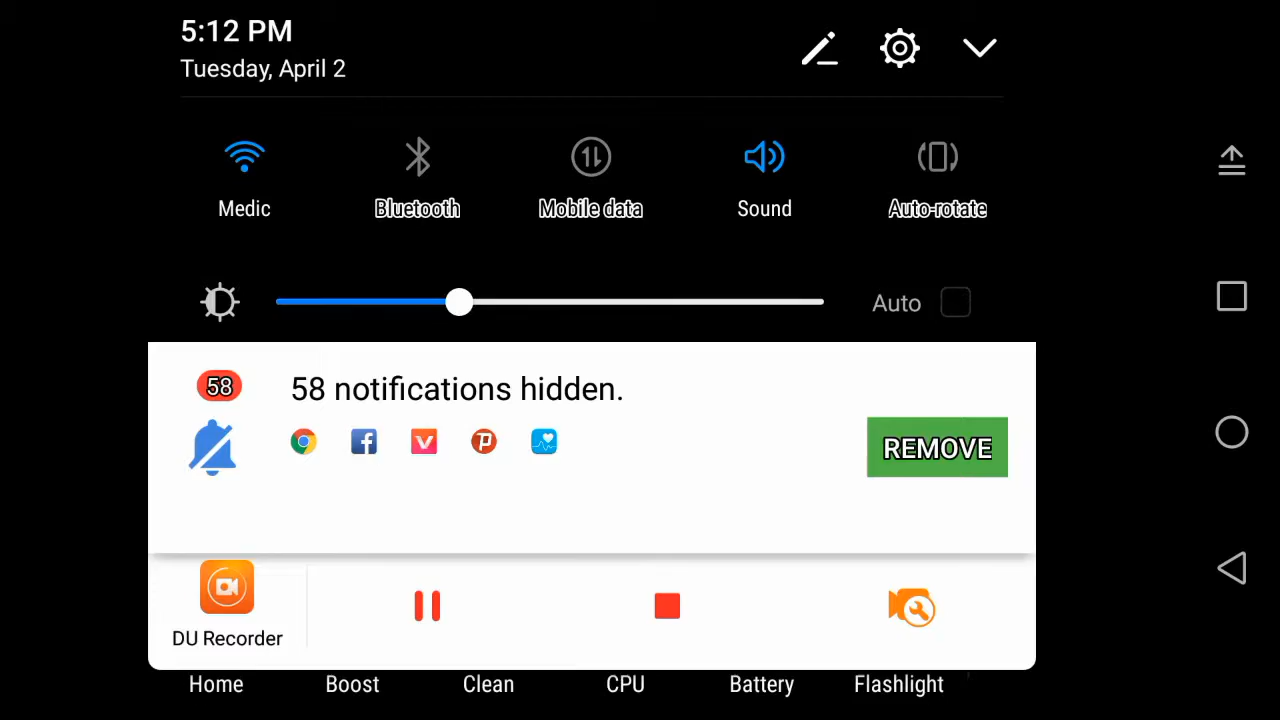 5:12 PM
Tuesday, April 2
Medic
Bluetooth
Mobile data
Sound
Auto-rotate
Auto
58
58 notifications hidden.
REMOVE
DU Recorder
Home
Boost
Clean
CPU
Battery
Flashlight